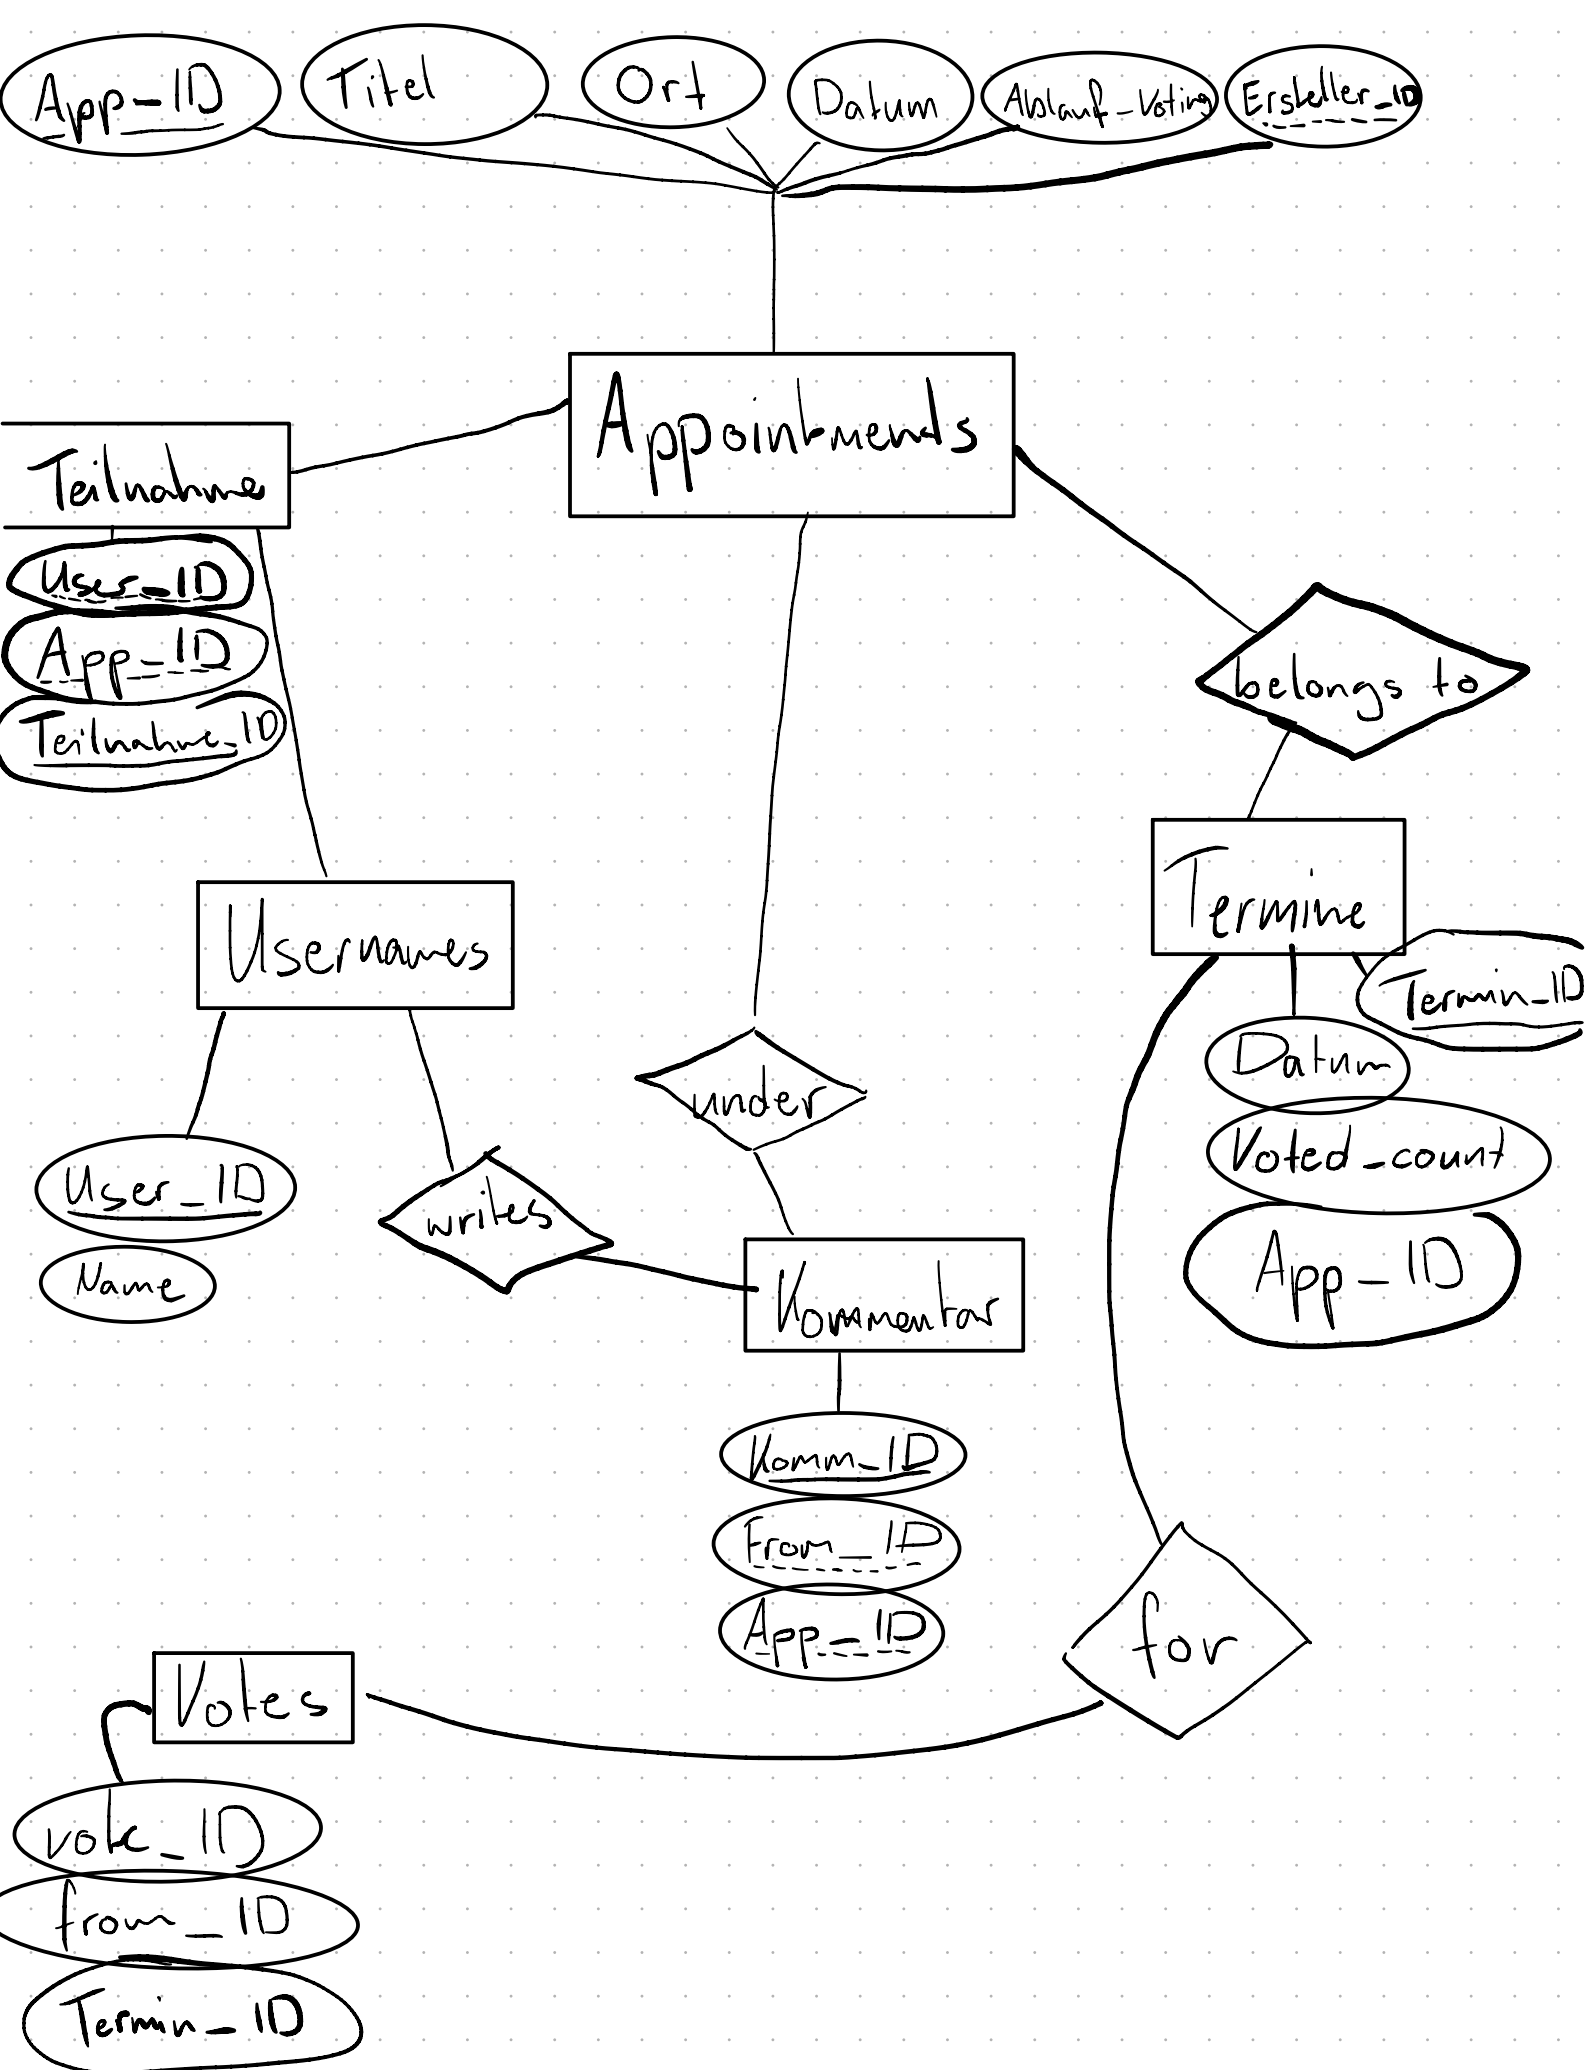 App_ID
Titel
Ort
Datum
Ablauf_Voting
Ersteller_ID
Appointmends
Teilnahme
User_ID
App_ID
Teilnahme_ID
belongs to
Termine
Termin_ID
Datum
Voted_count
App_ID
Usernames
User_ID
Name
writes
under
Kommentar
Komm_ID
From_ID
App_ID
for
Votes
vote_ID
from_ID
Termin_ID